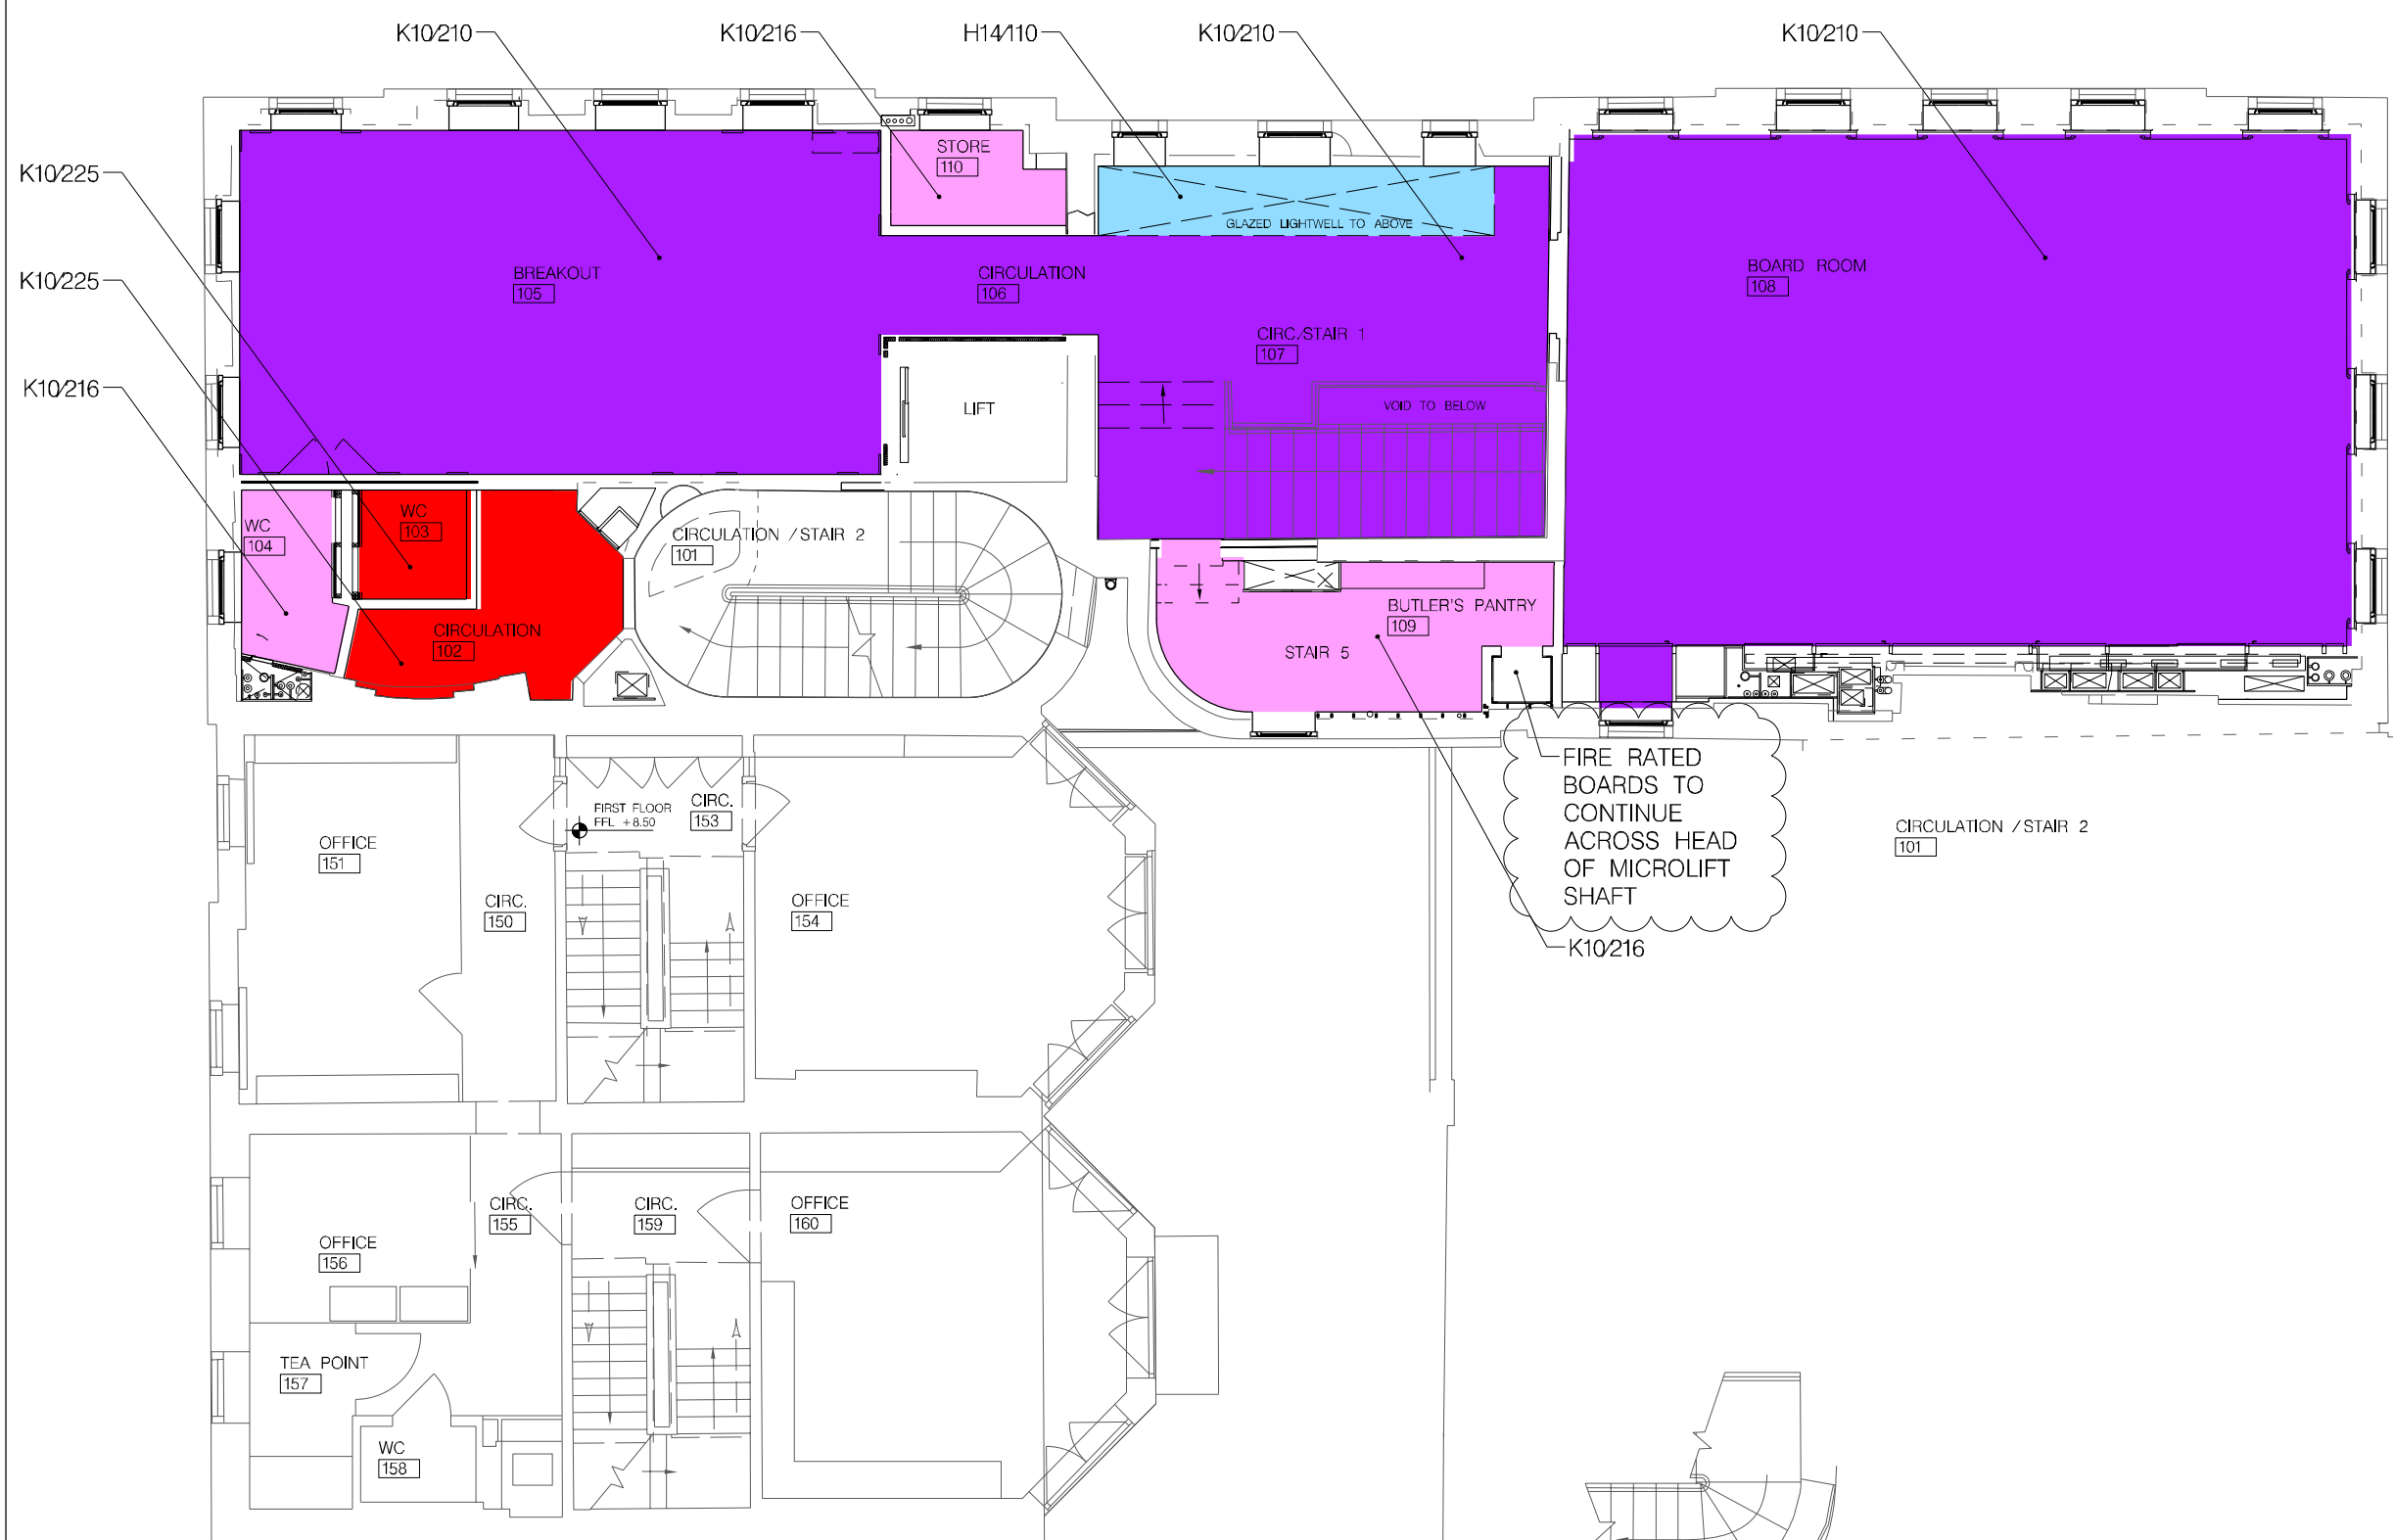 K10/210
K10/216
H14/110
K10/210
K10/210
STORE
110
K10/225
GLAZED LIGHTWELL TO ABOVE
BREAKOUT
105
CIRCULATION
106
BOARD ROOM
108
K10/225
CIRC/STAIR 1
107
K10/216
LIFT
VOID TO BELOW
WC
103
WC
104
CIRCULATION / STAIR 2
101
BUTLER'S PANTRY
109
CIRCULATION
102
STAIR 5
FIRE RATED
BOARDS TO
CONTINUE
ACROSS HEAD
OF MICROLIFT
SHAFT
FIRST FLOOR
FFL +8.50
CIRC.
153
OFFICE
151
CIRCULATION / STAIR 2
101
CIRC.
150
OFFICE
154
K10/216
CIRC.
155
CIRC.
159
OFFICE
160
OFFICE
156
TEA POINT
157
WC
158